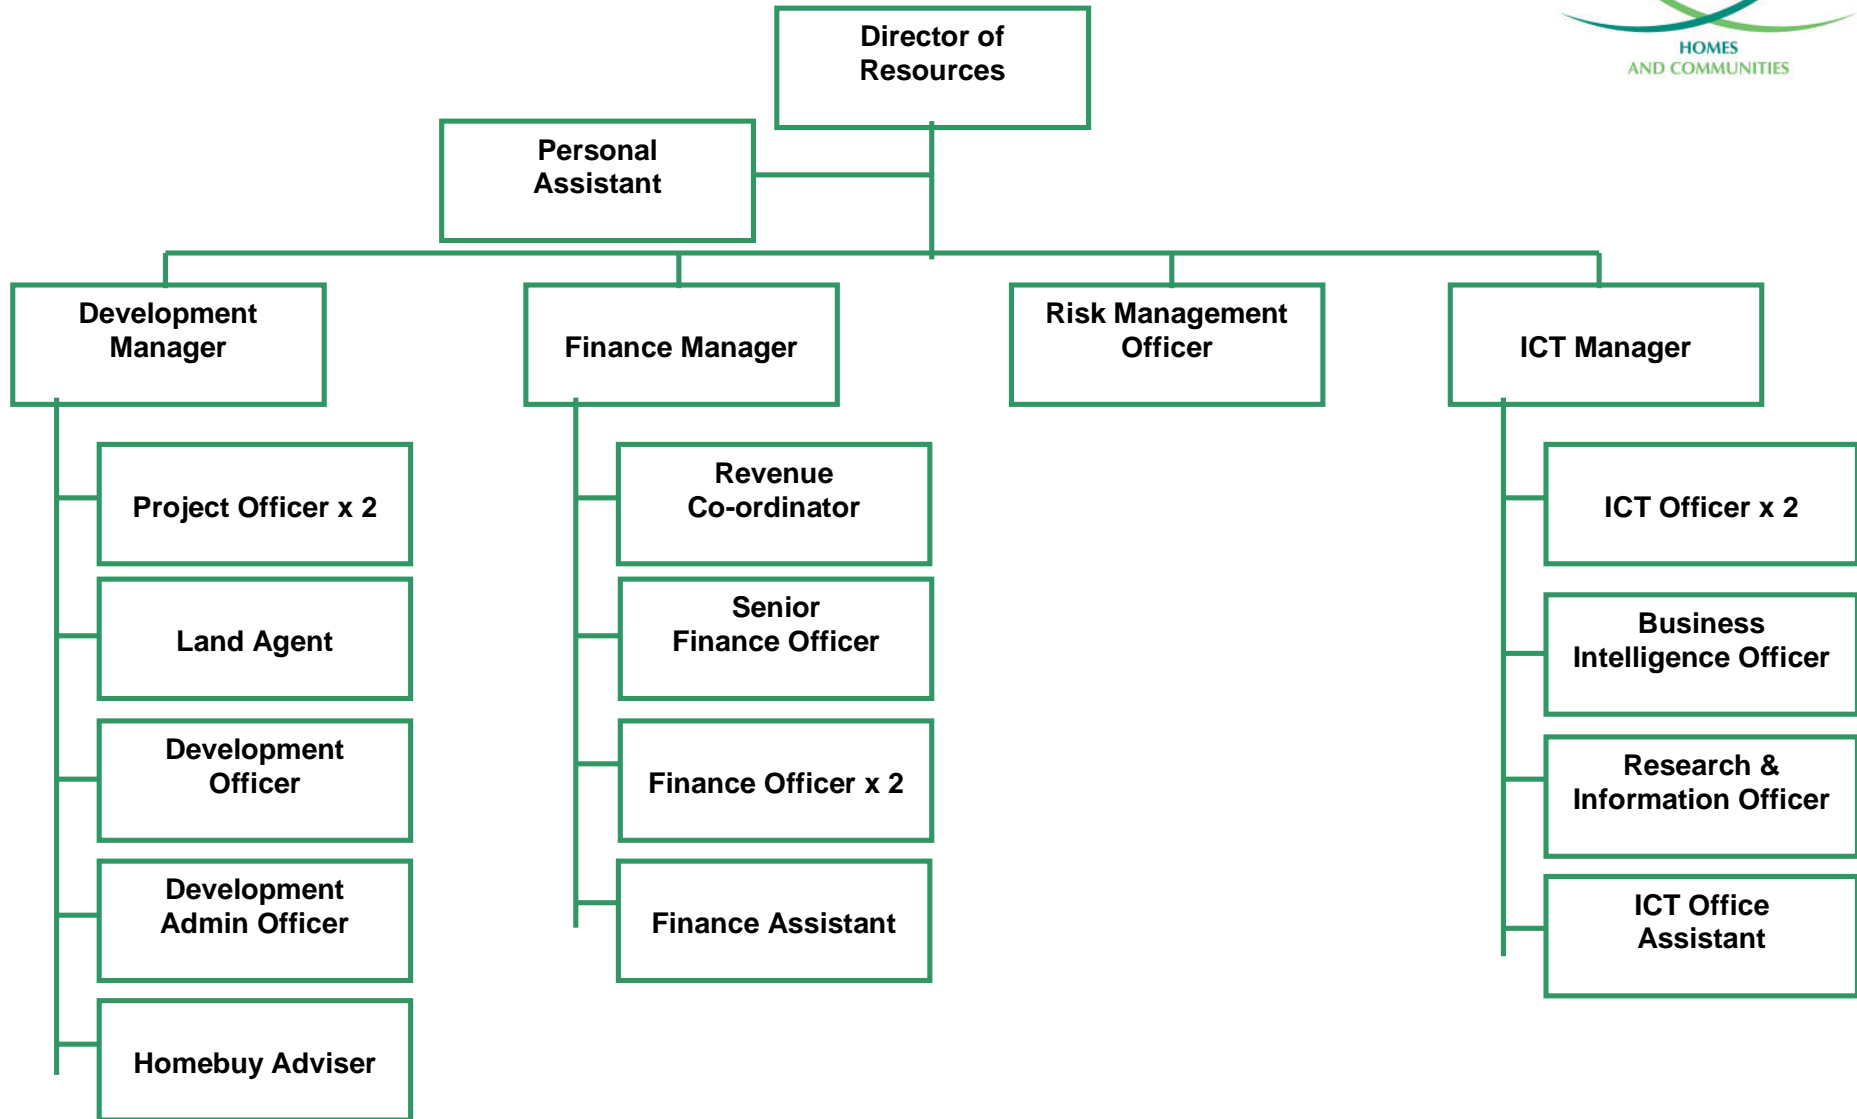 Director of
Resources
HOMES
AND COMMUNITIES
Personal
Assistant
Development
Manager
Finance Manager
Risk Management
Officer
ICT Manager
Project Officer x 2
Land Agent
Development
Officer
Development
Admin Officer
Homebuy Adviser
Revenue
Co-ordinator
Senior
Finance Officer
Finance Officer x 2
Finance Assistant
ICT Officer x 2
Business
Intelligence Officer
Research &
Information Officer
ICT Office
Assistant